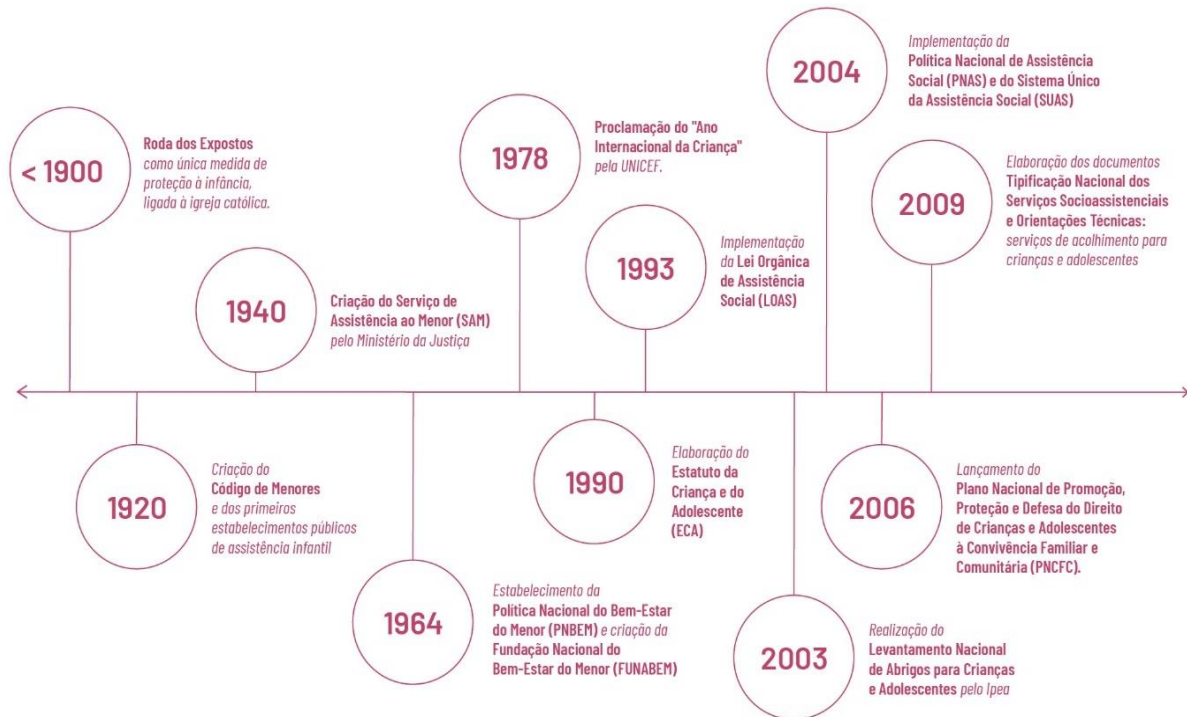 < 1900
Roda dos Expostos
como única medida de
proteção à infância,
ligada à igreja católica.
1920
Criação do
Código de Menores
e dos primeiros
estabelecimentos públicos
de assistência infantil
1940
Criação do Serviço de
Assistência ao Menor (SAM)
pelo Ministério da Justiça
1964
Estabelecimento da
Política Nacional do Bem-Estar
do Menor (PNBEM) e criação da
Fundação Nacional do
Bem-Estar do Menor (FUNABEM)
1978
Proclamação do "Ano
Internacional da Criança"
pela UNICEF.
1990
Elaboração do
Estatuto da
Criança e do
Adolescente
(ECA)
1993
Implementação
da Lei Orgânica
de Assistência
Social (LOAS)
2003
Realização do
Levantamento Nacional
de Abrigos para Crianças
e Adolescentes pelo Ipea
2004
Implementação da
Política Nacional de Assistência
Social (PNAS) e do Sistema Único
da Assistência Social (SUAS)
2006
Lançamento do
Plano Nacional de Promoção,
Proteção e Defesa do Direito
de Crianças e Adolescentes
à Convivência Familiar e
Comunitária (PNCFC).
2009
Elaboração dos documentos
Tipificação Nacional dos
Serviços Socioassistenciais
e Orientações Técnicas:
serviços de acolhimento para
crianças e adolescentes